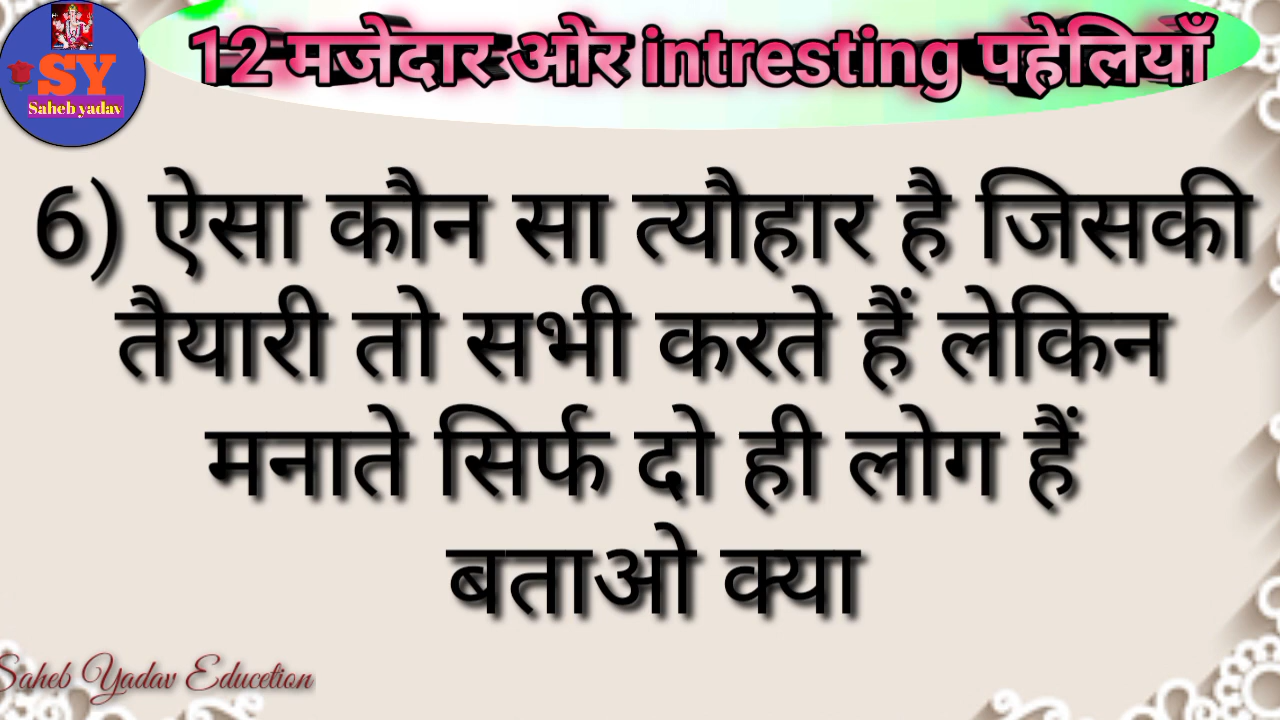 SY
Saheb yadav
12 मजेदार ओर intresting पहेलियाँ
6) ऐसा कौन सा त्यौहार है जिसकी
तैयारी तो सभी करते हैं लेकिन
मनाते सिर्फ दो ही लोग हैं
बताओ क्या
Saheb Yadav Educetion